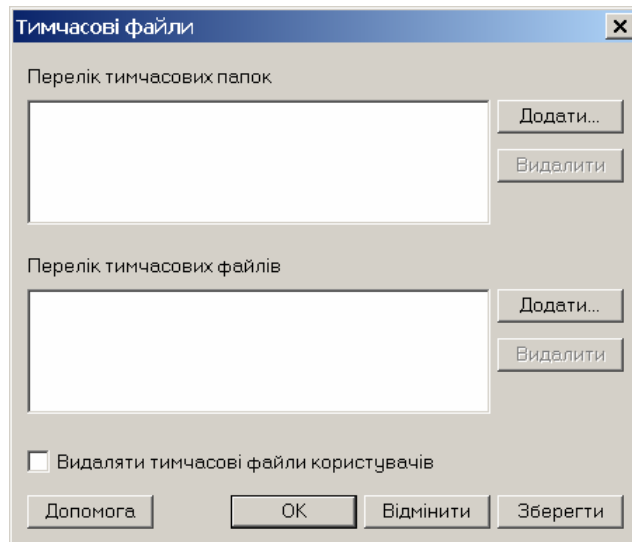 Тимчасові файли
Перелік тимчасових папок
Додати...
Видалити
Перелік тимчасових файлів
Додати...
Видалити
Видаляти тимчасові файли користувачів
Допомога ОК Відмінити Зберегти